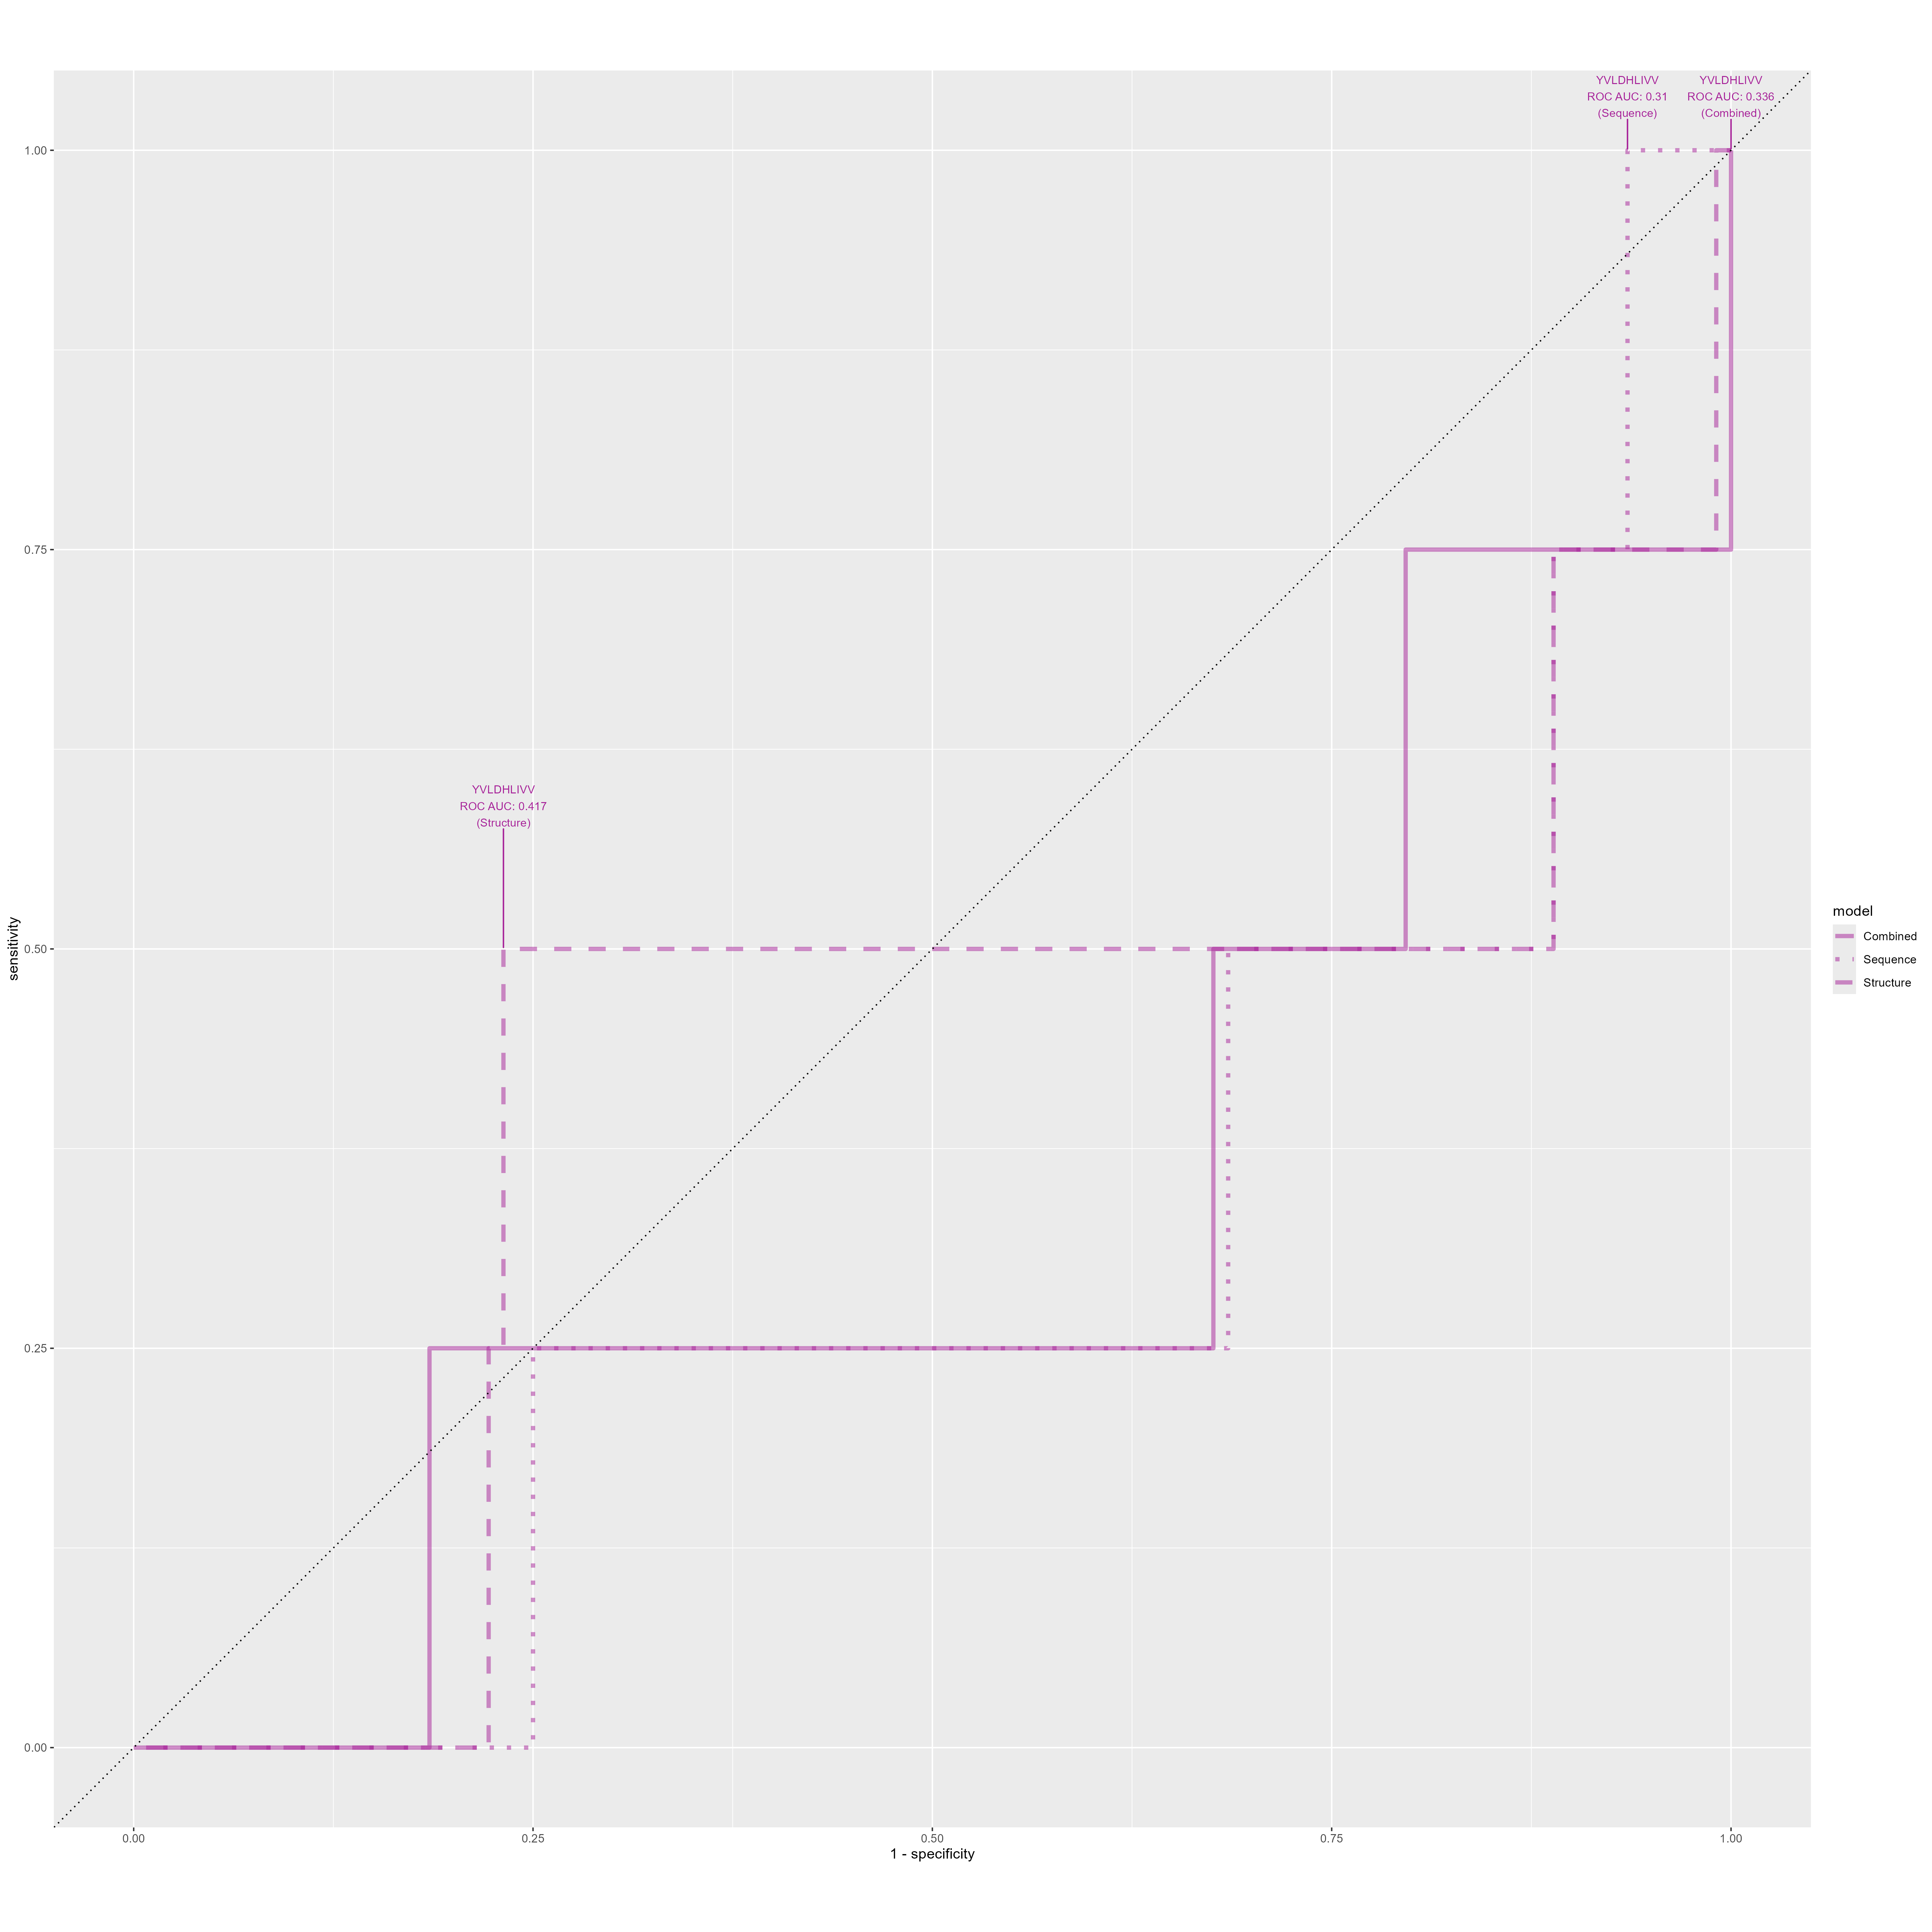 YVLDHLIVV
ROC AUC: 0.31
(Sequence)
YVLDHLIVV
ROC AUC: 0.336
(Combined)
YVLDHLIVV
ROC AUC: 0.417
(Structure)
1.00
0.75
0.50
0.25
0.00
sensitivity
0.00
0.25
0.50
0.75
1.00
1 - specificity
model
Combined
Sequence
Structure